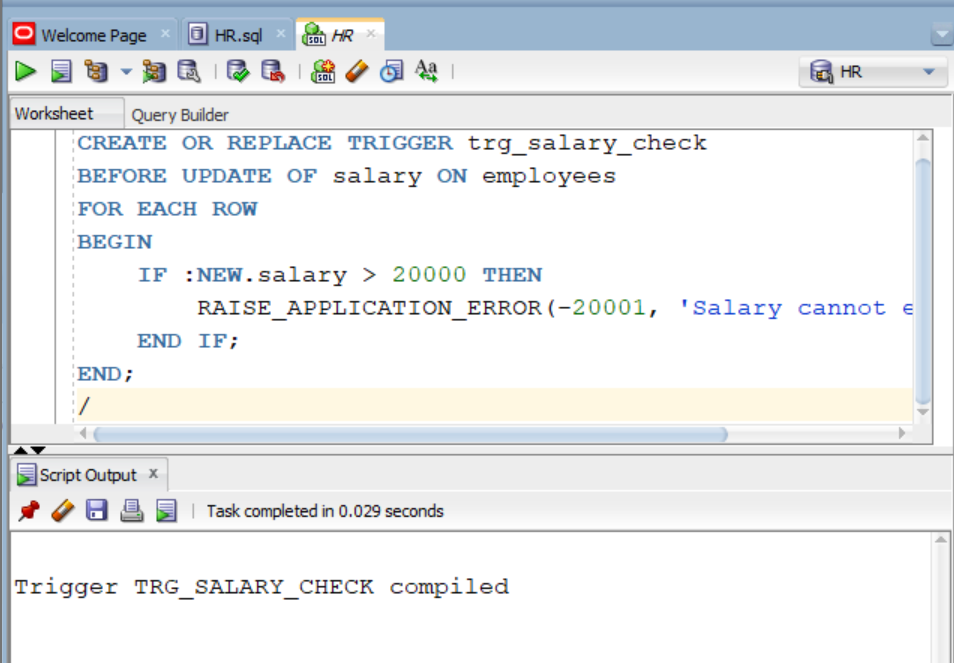 Welcome Page × HR.sql × HR ×
HR
Worksheet Query Builder
CREATE OR REPLACE TRIGGER trg_salary_check
BEFORE UPDATE OF salary ON employees
FOR EACH ROW
BEGIN
    IF :NEW.salary > 20000 THEN
        RAISE_APPLICATION_ERROR(-20001, 'Salary cannot e
    END IF;
END;
/
Script Output ×
Task completed in 0.029 seconds
Trigger TRG_SALARY_CHECK compiled